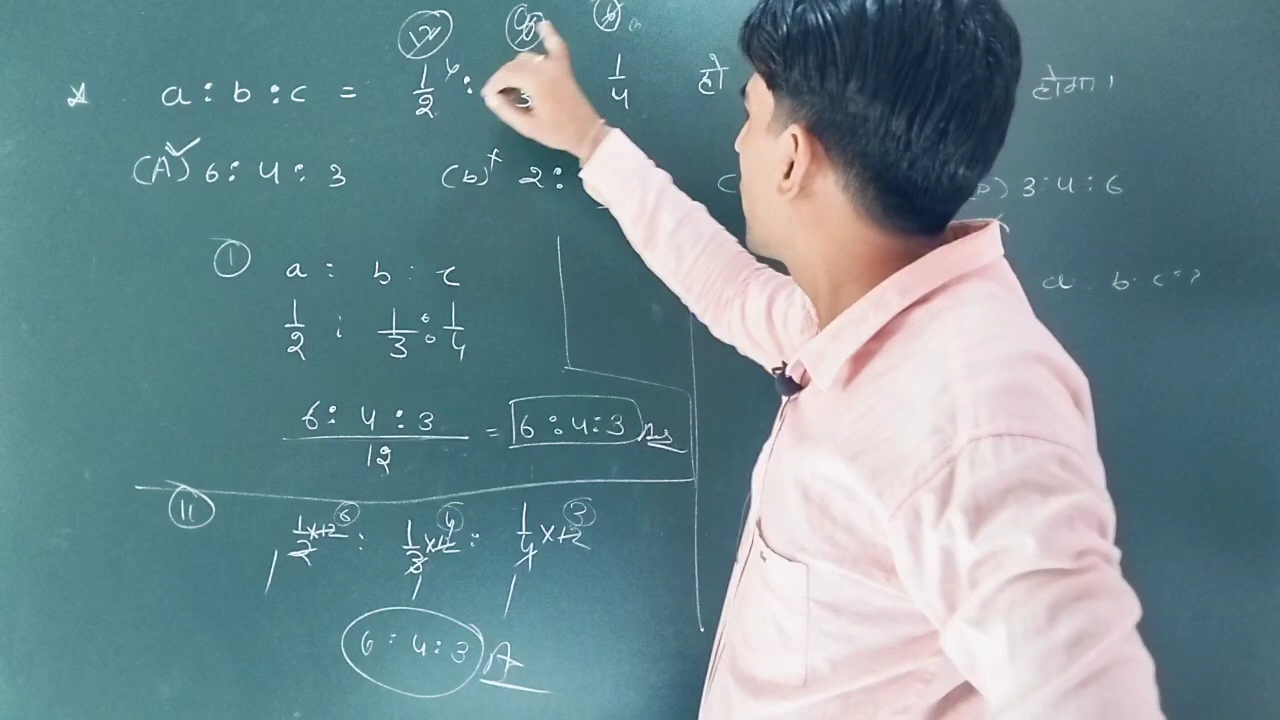 a : b : c = 1/2 : 3 1/4 हो होगा।
(A) 6 : 4 : 3 (b) 2 : (D) 3 : 4 : 6
a : b : c = ?
① a : b : c
1/2 : 1/3 : 1/4
6 : 4 : 3 / 12 = 6 : 4 : 3 Ans
⑪ 1/2 × 12 6 : 1/3 × 12 4 : 1/4 × 12 3
6 : 4 : 3 A